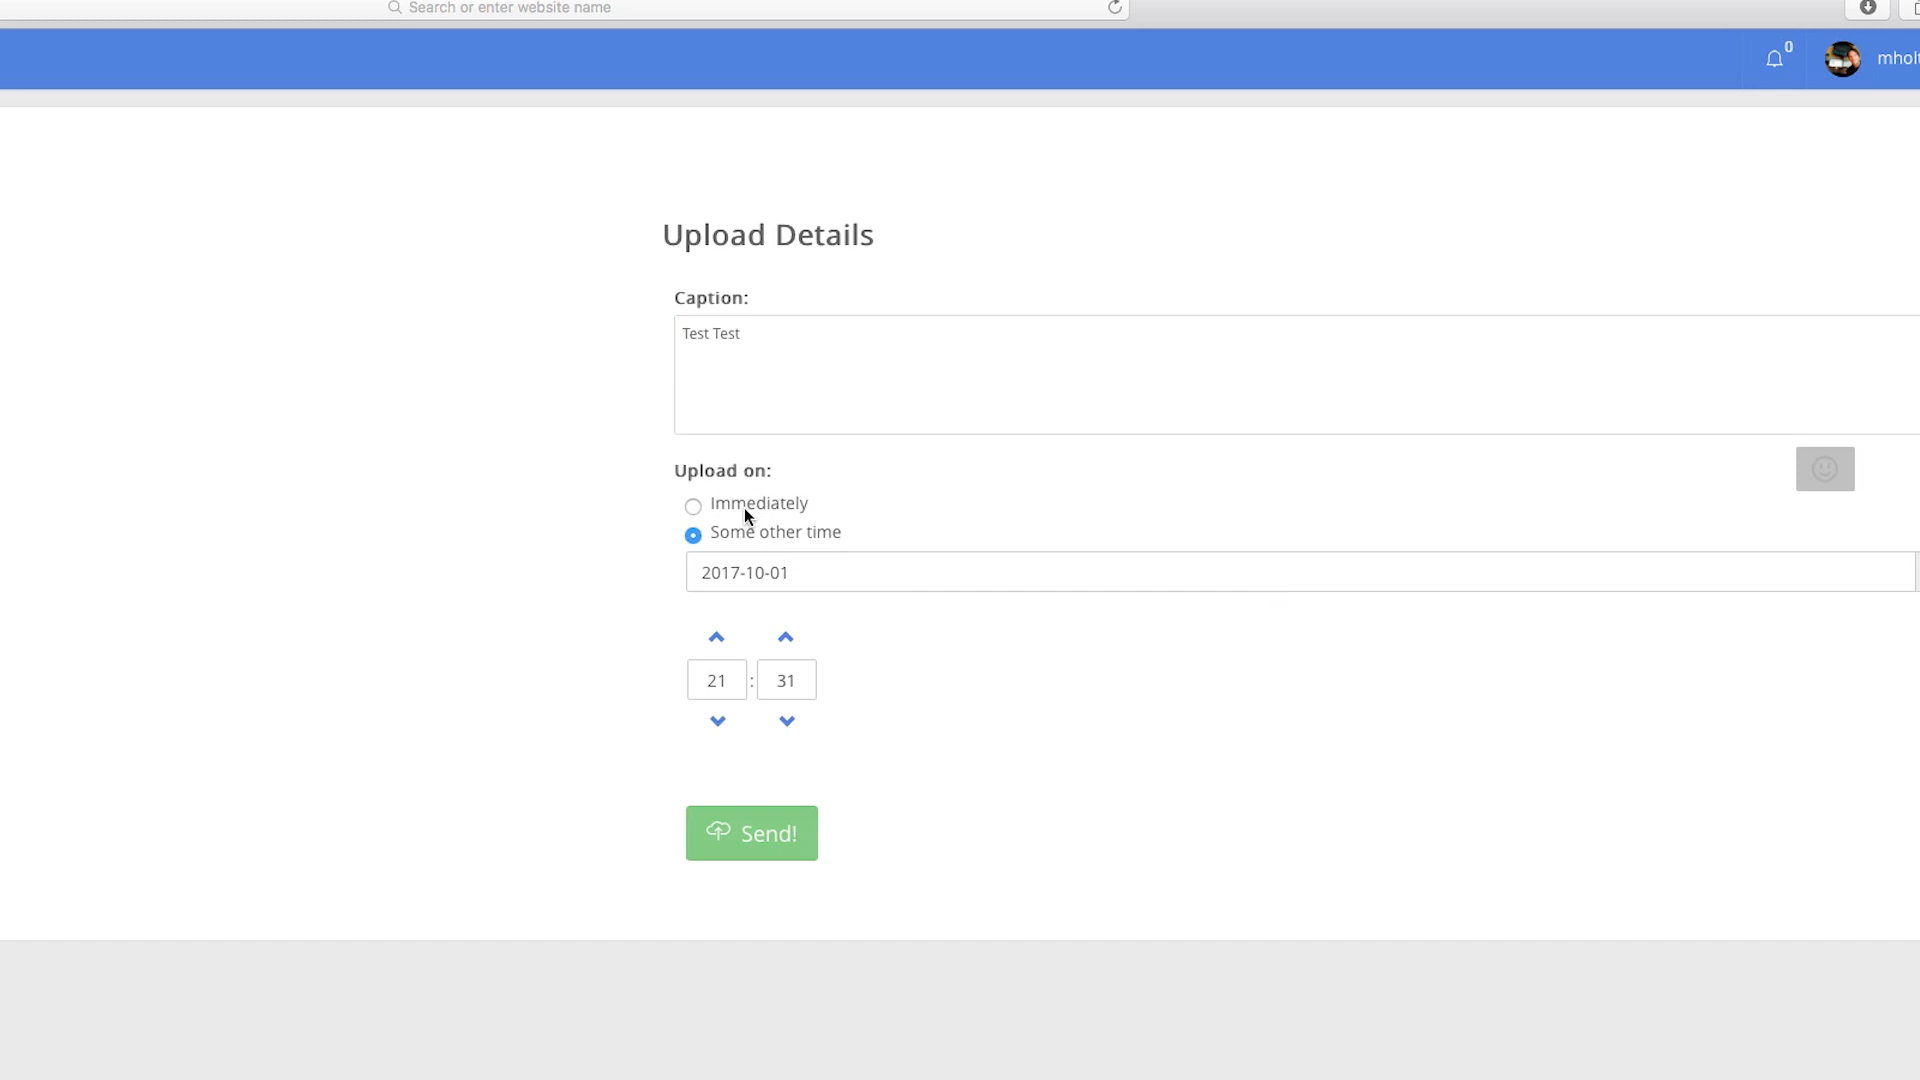 Search or enter website name
0
Upload Details
Caption:
Test Test
Upload on:
Immediately
Some other time
2017-10-01
21 : 31
Send!